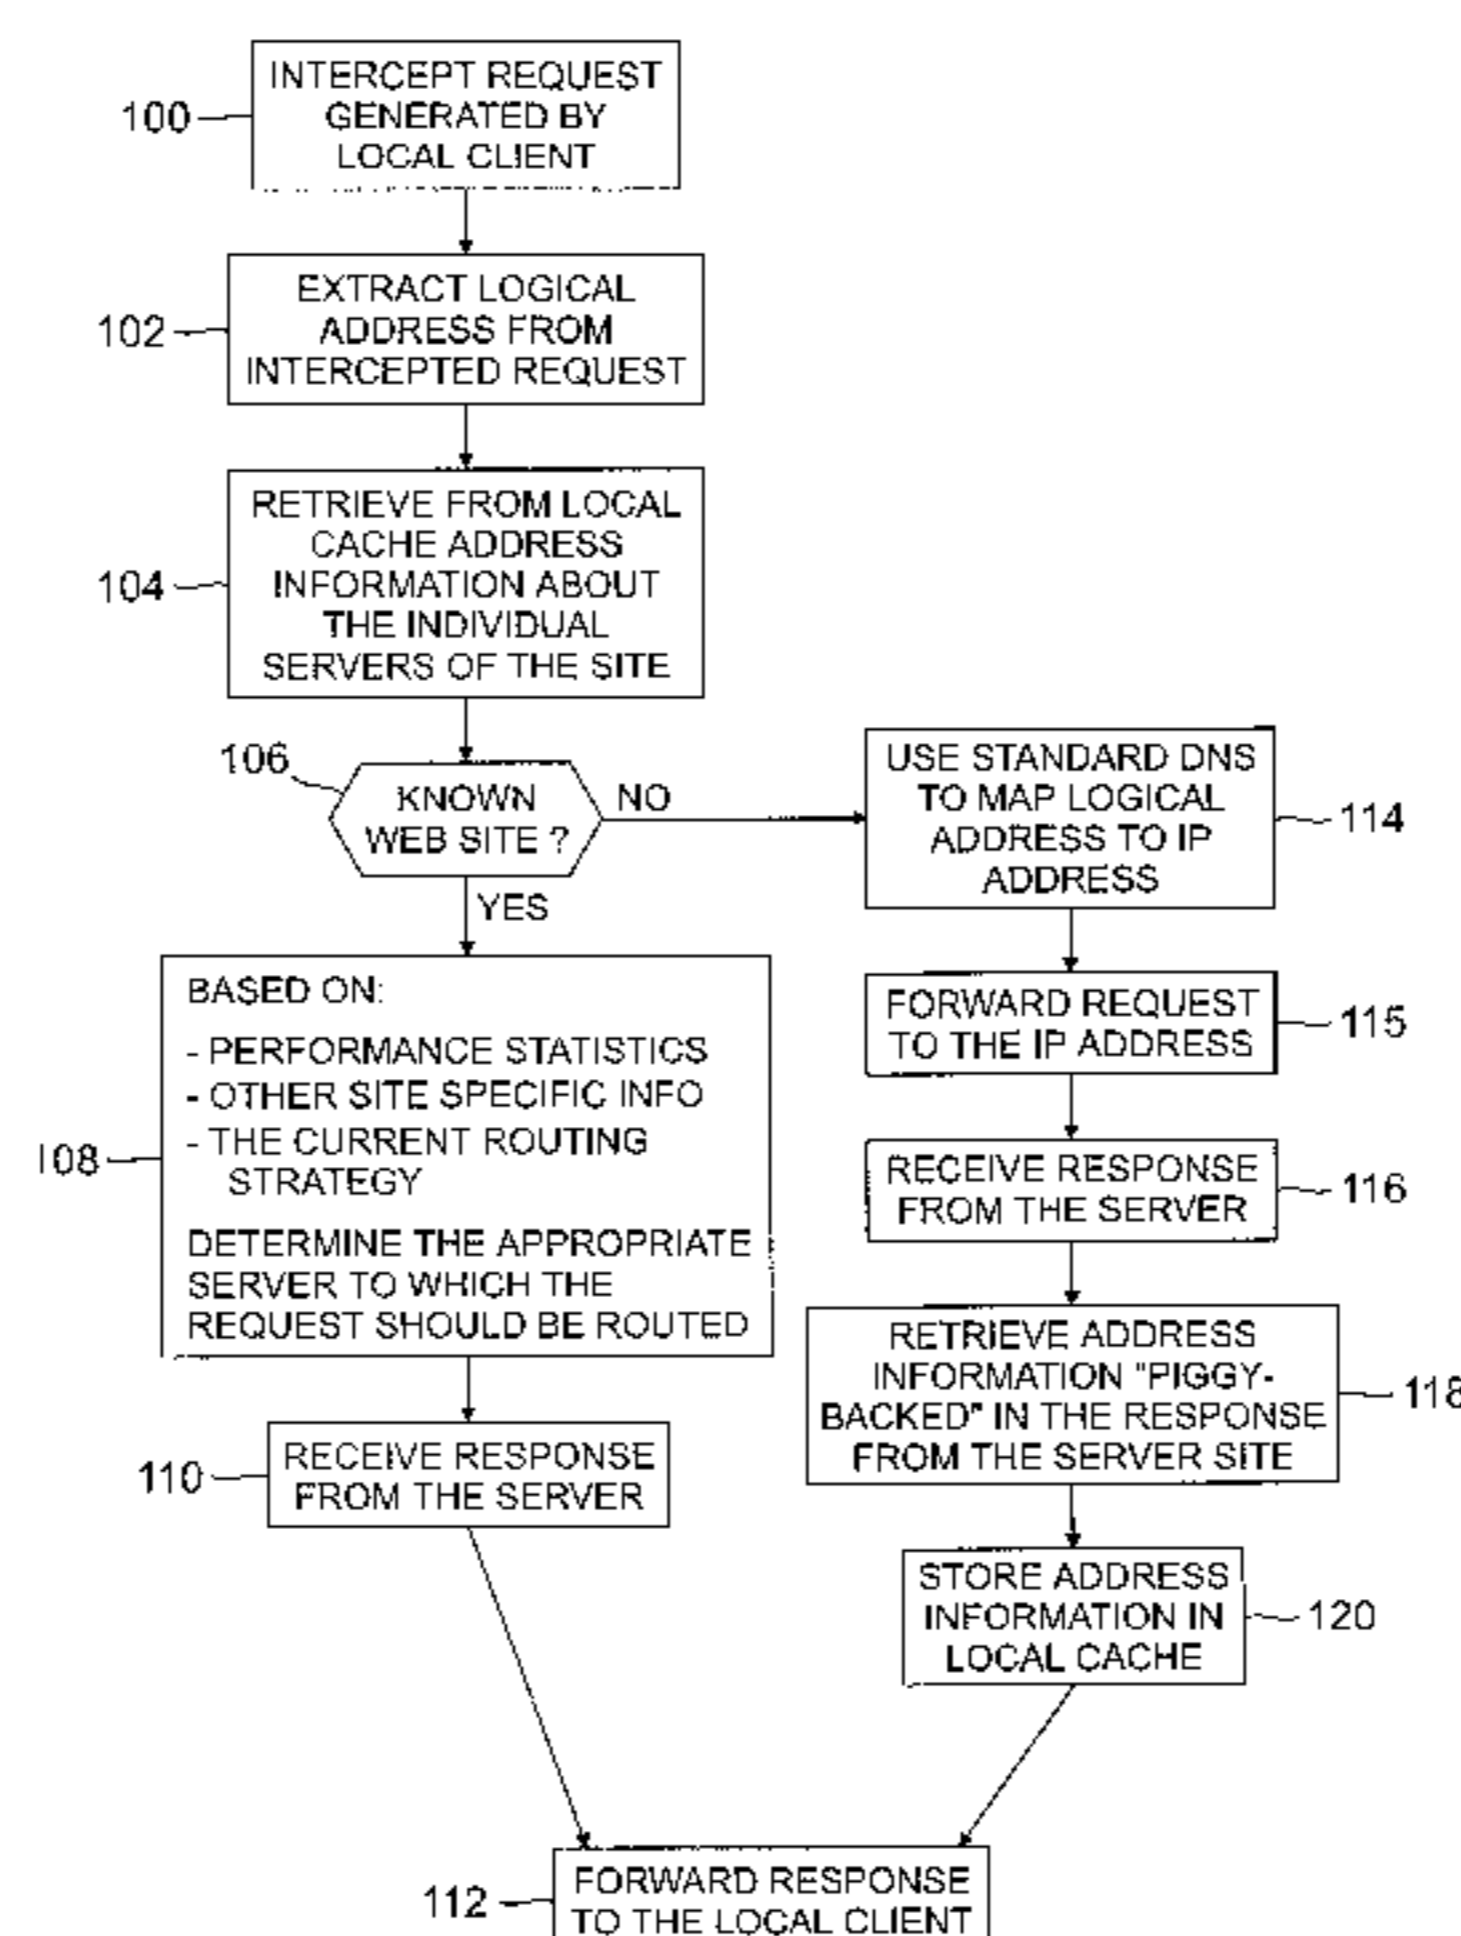 INTERCEPT REQUEST
GENERATED BY
LOCAL CLIENT
100
EXTRACT LOGICAL
ADDRESS FROM
INTERCEPTED REQUEST
102
RETRIEVE FROM LOCAL
CACHE ADDRESS
INFORMATION ABOUT
THE INDIVIDUAL
SERVERS OF THE SITE
104
106
KNOWN
WEB SITE ?
NO
YES
USE STANDARD DNS
TO MAP LOGICAL
ADDRESS TO IP
ADDRESS
114
BASED ON:
- PERFORMANCE STATISTICS
- OTHER SITE SPECIFIC INFO
- THE CURRENT ROUTING
STRATEGY
DETERMINE THE APPROPRIATE
SERVER TO WHICH THE
REQUEST SHOULD BE ROUTED
108
FORWARD REQUEST
TO THE IP ADDRESS
115
RECEIVE RESPONSE
FROM THE SERVER
116
RETRIEVE ADDRESS
INFORMATION "PIGGY-
BACKED" IN THE RESPONSE
FROM THE SERVER SITE
118
RECEIVE RESPONSE
FROM THE SERVER
110
STORE ADDRESS
INFORMATION IN
LOCAL CACHE
120
FORWARD RESPONSE
TO THE LOCAL CLIENT
112